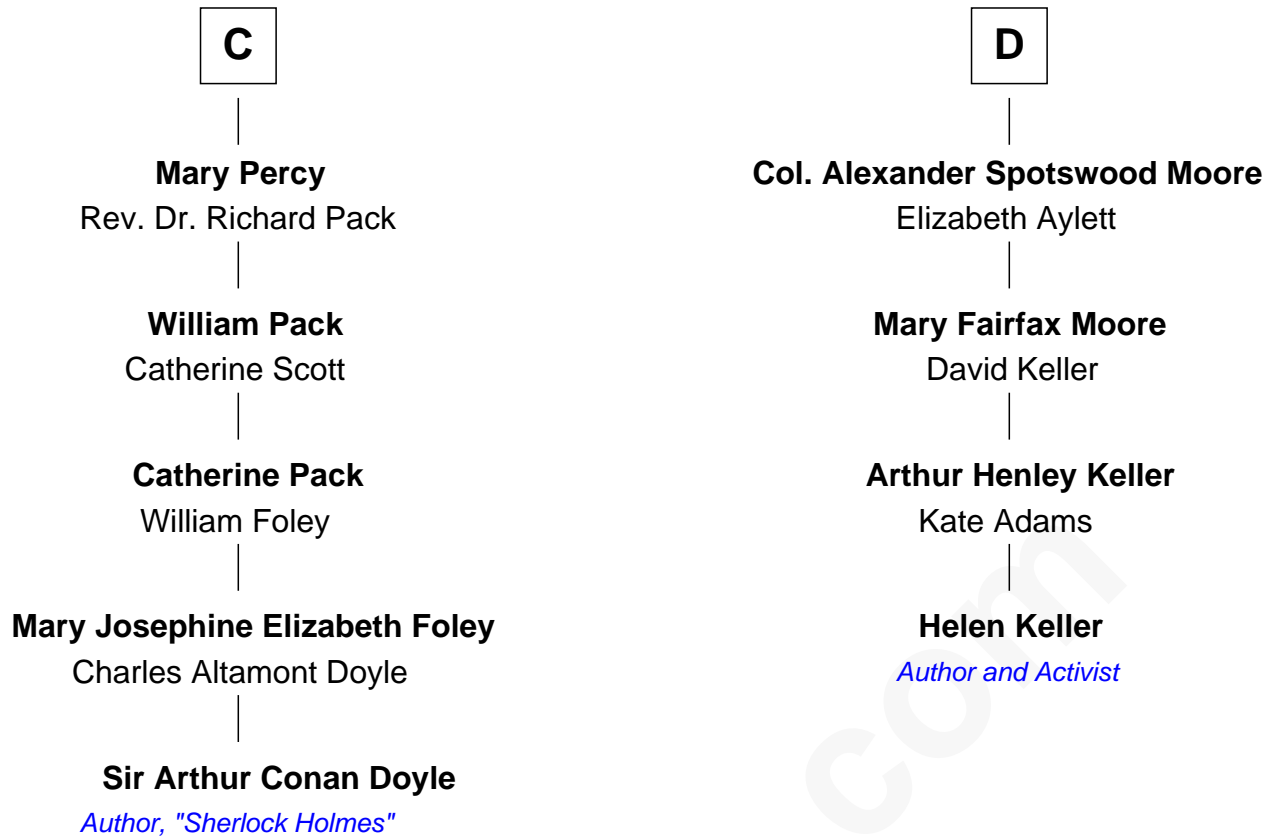 C
Mary Percy
Rev. Dr. Richard Pack
William Pack
Catherine Scott
Catherine Pack
William Foley
Mary Josephine Elizabeth Foley
Charles Altamont Doyle
Sir Arthur Conan Doyle
Author, "Sherlock Holmes"
D
Col. Alexander Spotswood Moore
Elizabeth Aylett
Mary Fairfax Moore
David Keller
Arthur Henley Keller
Kate Adams
Helen Keller
Author and Activist
com